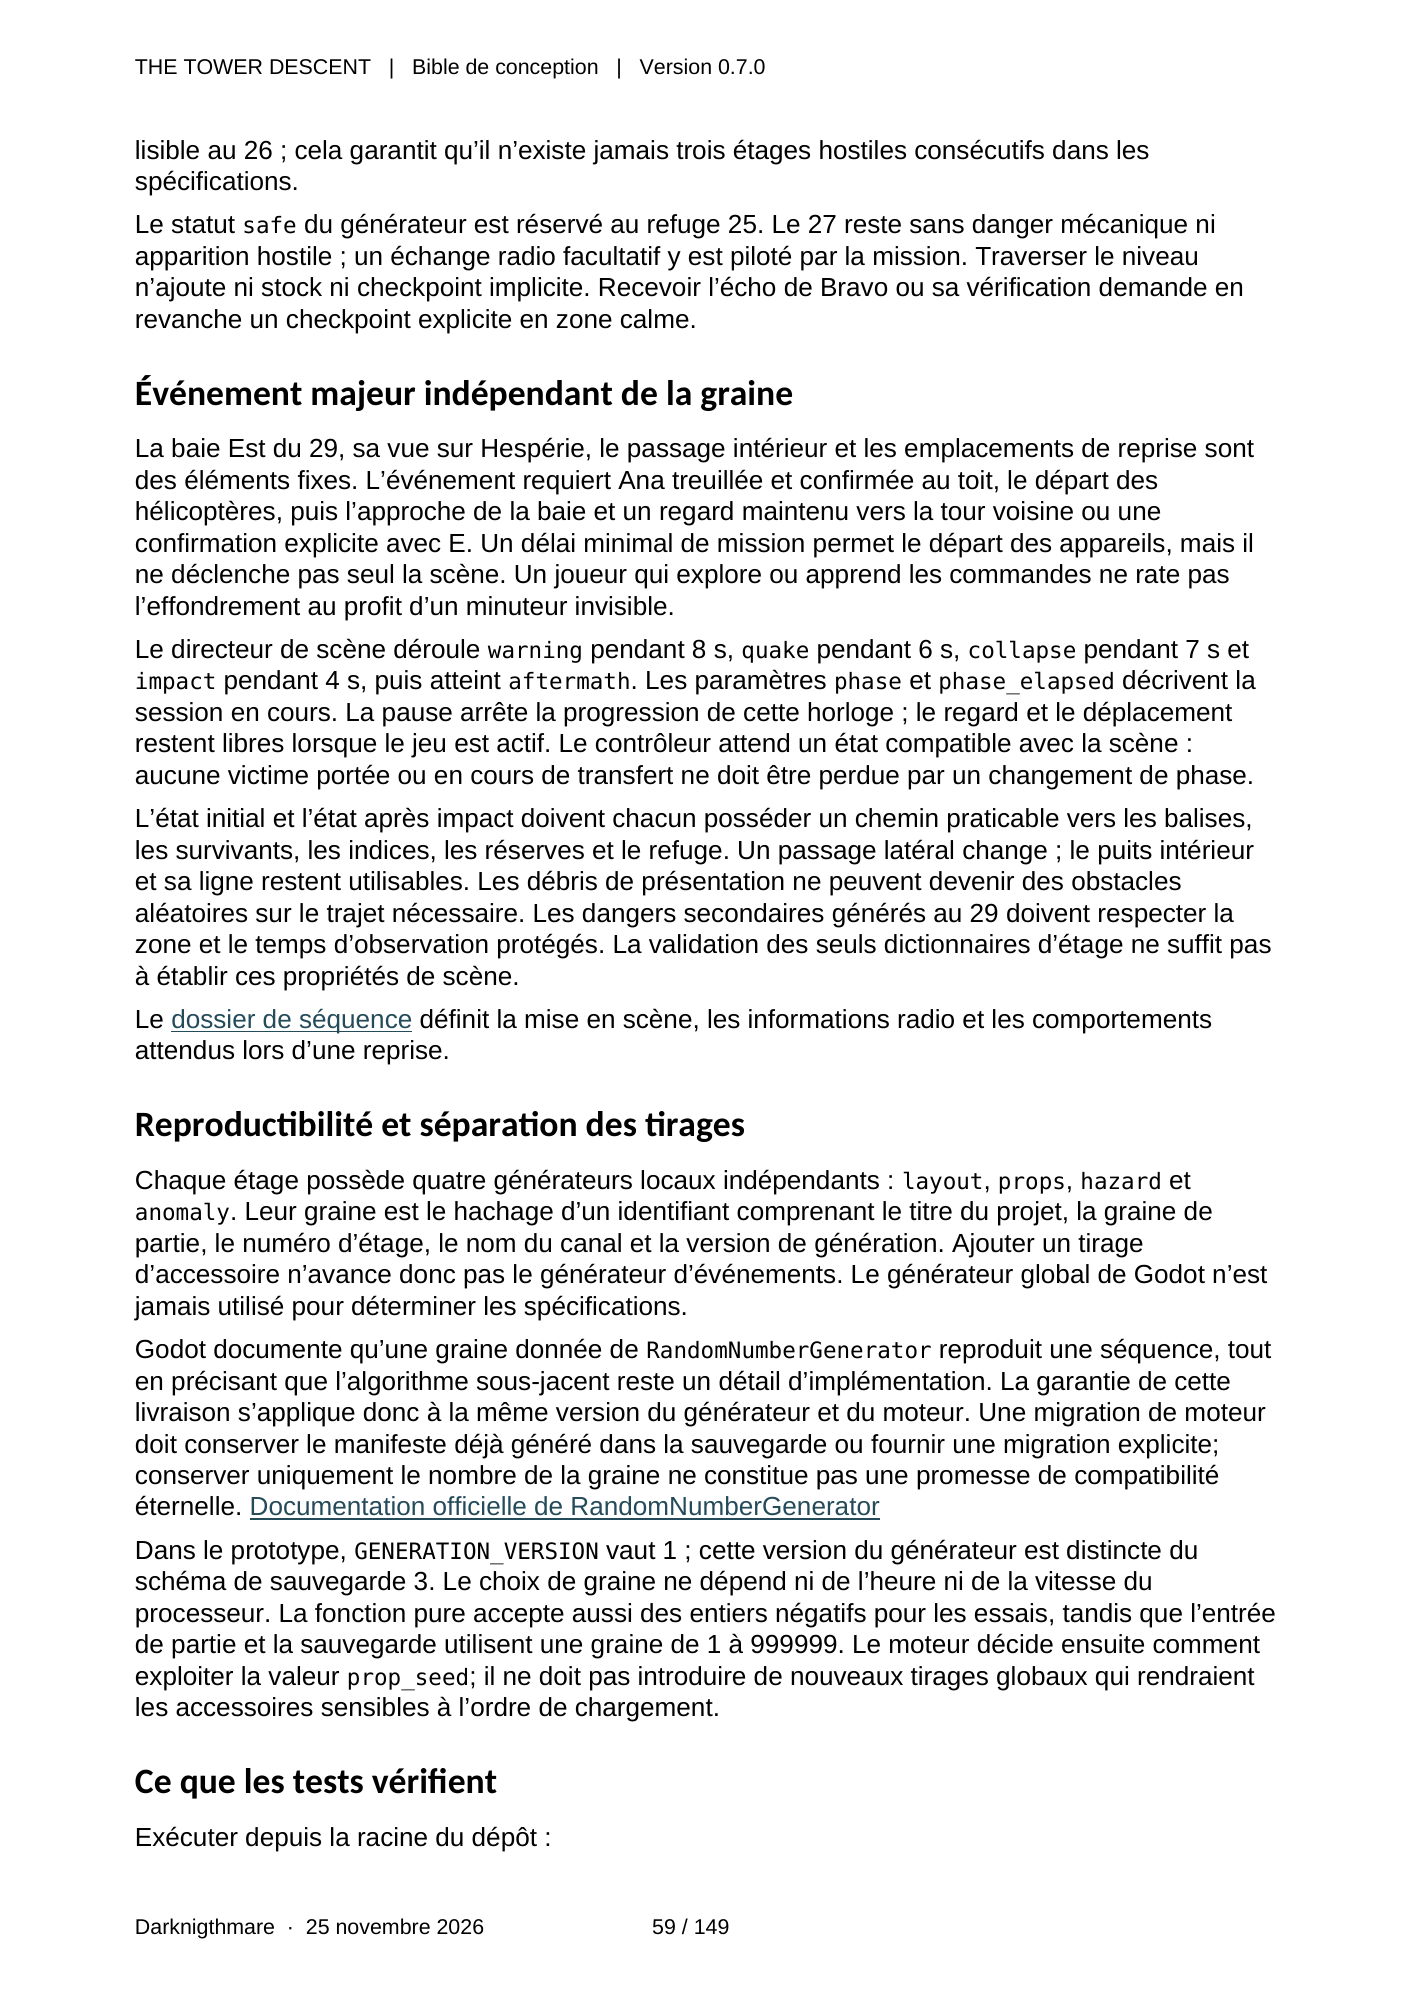 THE TOWER DESCENT | Bible de conception | Version 0.7.0
lisible au 26 ; cela garantit qu’il n’existe jamais trois étages hostiles consécutifs dans les
spécifications.
Le statut safe du générateur est réservé au refuge 25. Le 27 reste sans danger mécanique ni
apparition hostile ; un échange radio facultatif y est piloté par la mission. Traverser le niveau
n’ajoute ni stock ni checkpoint implicite. Recevoir l’écho de Bravo ou sa vérification demande en
revanche un checkpoint explicite en zone calme.
Événement majeur indépendant de la graine
La baie Est du 29, sa vue sur Hespérie, le passage intérieur et les emplacements de reprise sont
des éléments fixes. L’événement requiert Ana treuillée et confirmée au toit, le départ des
hélicoptères, puis l’approche de la baie et un regard maintenu vers la tour voisine ou une
confirmation explicite avec E. Un délai minimal de mission permet le départ des appareils, mais il
ne déclenche pas seul la scène. Un joueur qui explore ou apprend les commandes ne rate pas
l’effondrement au profit d’un minuteur invisible.
Le directeur de scène déroule warning pendant 8 s, quake pendant 6 s, collapse pendant 7 s et
impact pendant 4 s, puis atteint aftermath. Les paramètres phase et phase_elapsed décrivent la
session en cours. La pause arrête la progression de cette horloge ; le regard et le déplacement
restent libres lorsque le jeu est actif. Le contrôleur attend un état compatible avec la scène :
aucune victime portée ou en cours de transfert ne doit être perdue par un changement de phase.
L’état initial et l’état après impact doivent chacun posséder un chemin praticable vers les balises,
les survivants, les indices, les réserves et le refuge. Un passage latéral change ; le puits intérieur
et sa ligne restent utilisables. Les débris de présentation ne peuvent devenir des obstacles
aléatoires sur le trajet nécessaire. Les dangers secondaires générés au 29 doivent respecter la
zone et le temps d’observation protégés. La validation des seuls dictionnaires d’étage ne suffit pas
à établir ces propriétés de scène.
Le dossier de séquence définit la mise en scène, les informations radio et les comportements
attendus lors d’une reprise.
Reproductibilité et séparation des tirages
Chaque étage possède quatre générateurs locaux indépendants : layout, props, hazard et
anomaly. Leur graine est le hachage d’un identifiant comprenant le titre du projet, la graine de
partie, le numéro d’étage, le nom du canal et la version de génération. Ajouter un tirage
d’accessoire n’avance donc pas le générateur d’événements. Le générateur global de Godot n’est
jamais utilisé pour déterminer les spécifications.
Godot documente qu’une graine donnée de RandomNumberGenerator reproduit une séquence, tout
en précisant que l’algorithme sous-jacent reste un détail d’implémentation. La garantie de cette
livraison s’applique donc à la même version du générateur et du moteur. Une migration de moteur
doit conserver le manifeste déjà généré dans la sauvegarde ou fournir une migration explicite;
conserver uniquement le nombre de la graine ne constitue pas une promesse de compatibilité
éternelle. Documentation officielle de RandomNumberGenerator
Dans le prototype, GENERATION_VERSION vaut 1 ; cette version du générateur est distincte du
schéma de sauvegarde 3. Le choix de graine ne dépend ni de l’heure ni de la vitesse du
processeur. La fonction pure accepte aussi des entiers négatifs pour les essais, tandis que l’entrée
de partie et la sauvegarde utilisent une graine de 1 à 999999. Le moteur décide ensuite comment
exploiter la valeur prop_seed; il ne doit pas introduire de nouveaux tirages globaux qui rendraient
les accessoires sensibles à l’ordre de chargement.
Ce que les tests vérifient
Exécuter depuis la racine du dépôt :
Darknigthmare · 25 novembre 2026 59 / 149